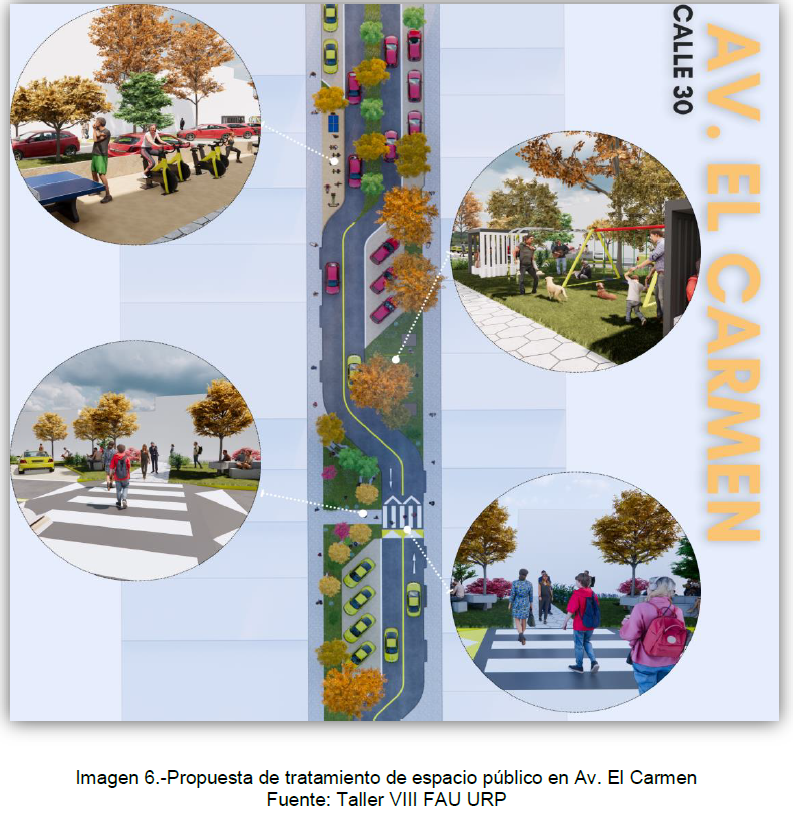 AV. EL CARMEN
CALLE 30
Imagen 6.-Propuesta de tratamiento de espacio público en Av. El Carmen
Fuente: Taller VIII FAU URP